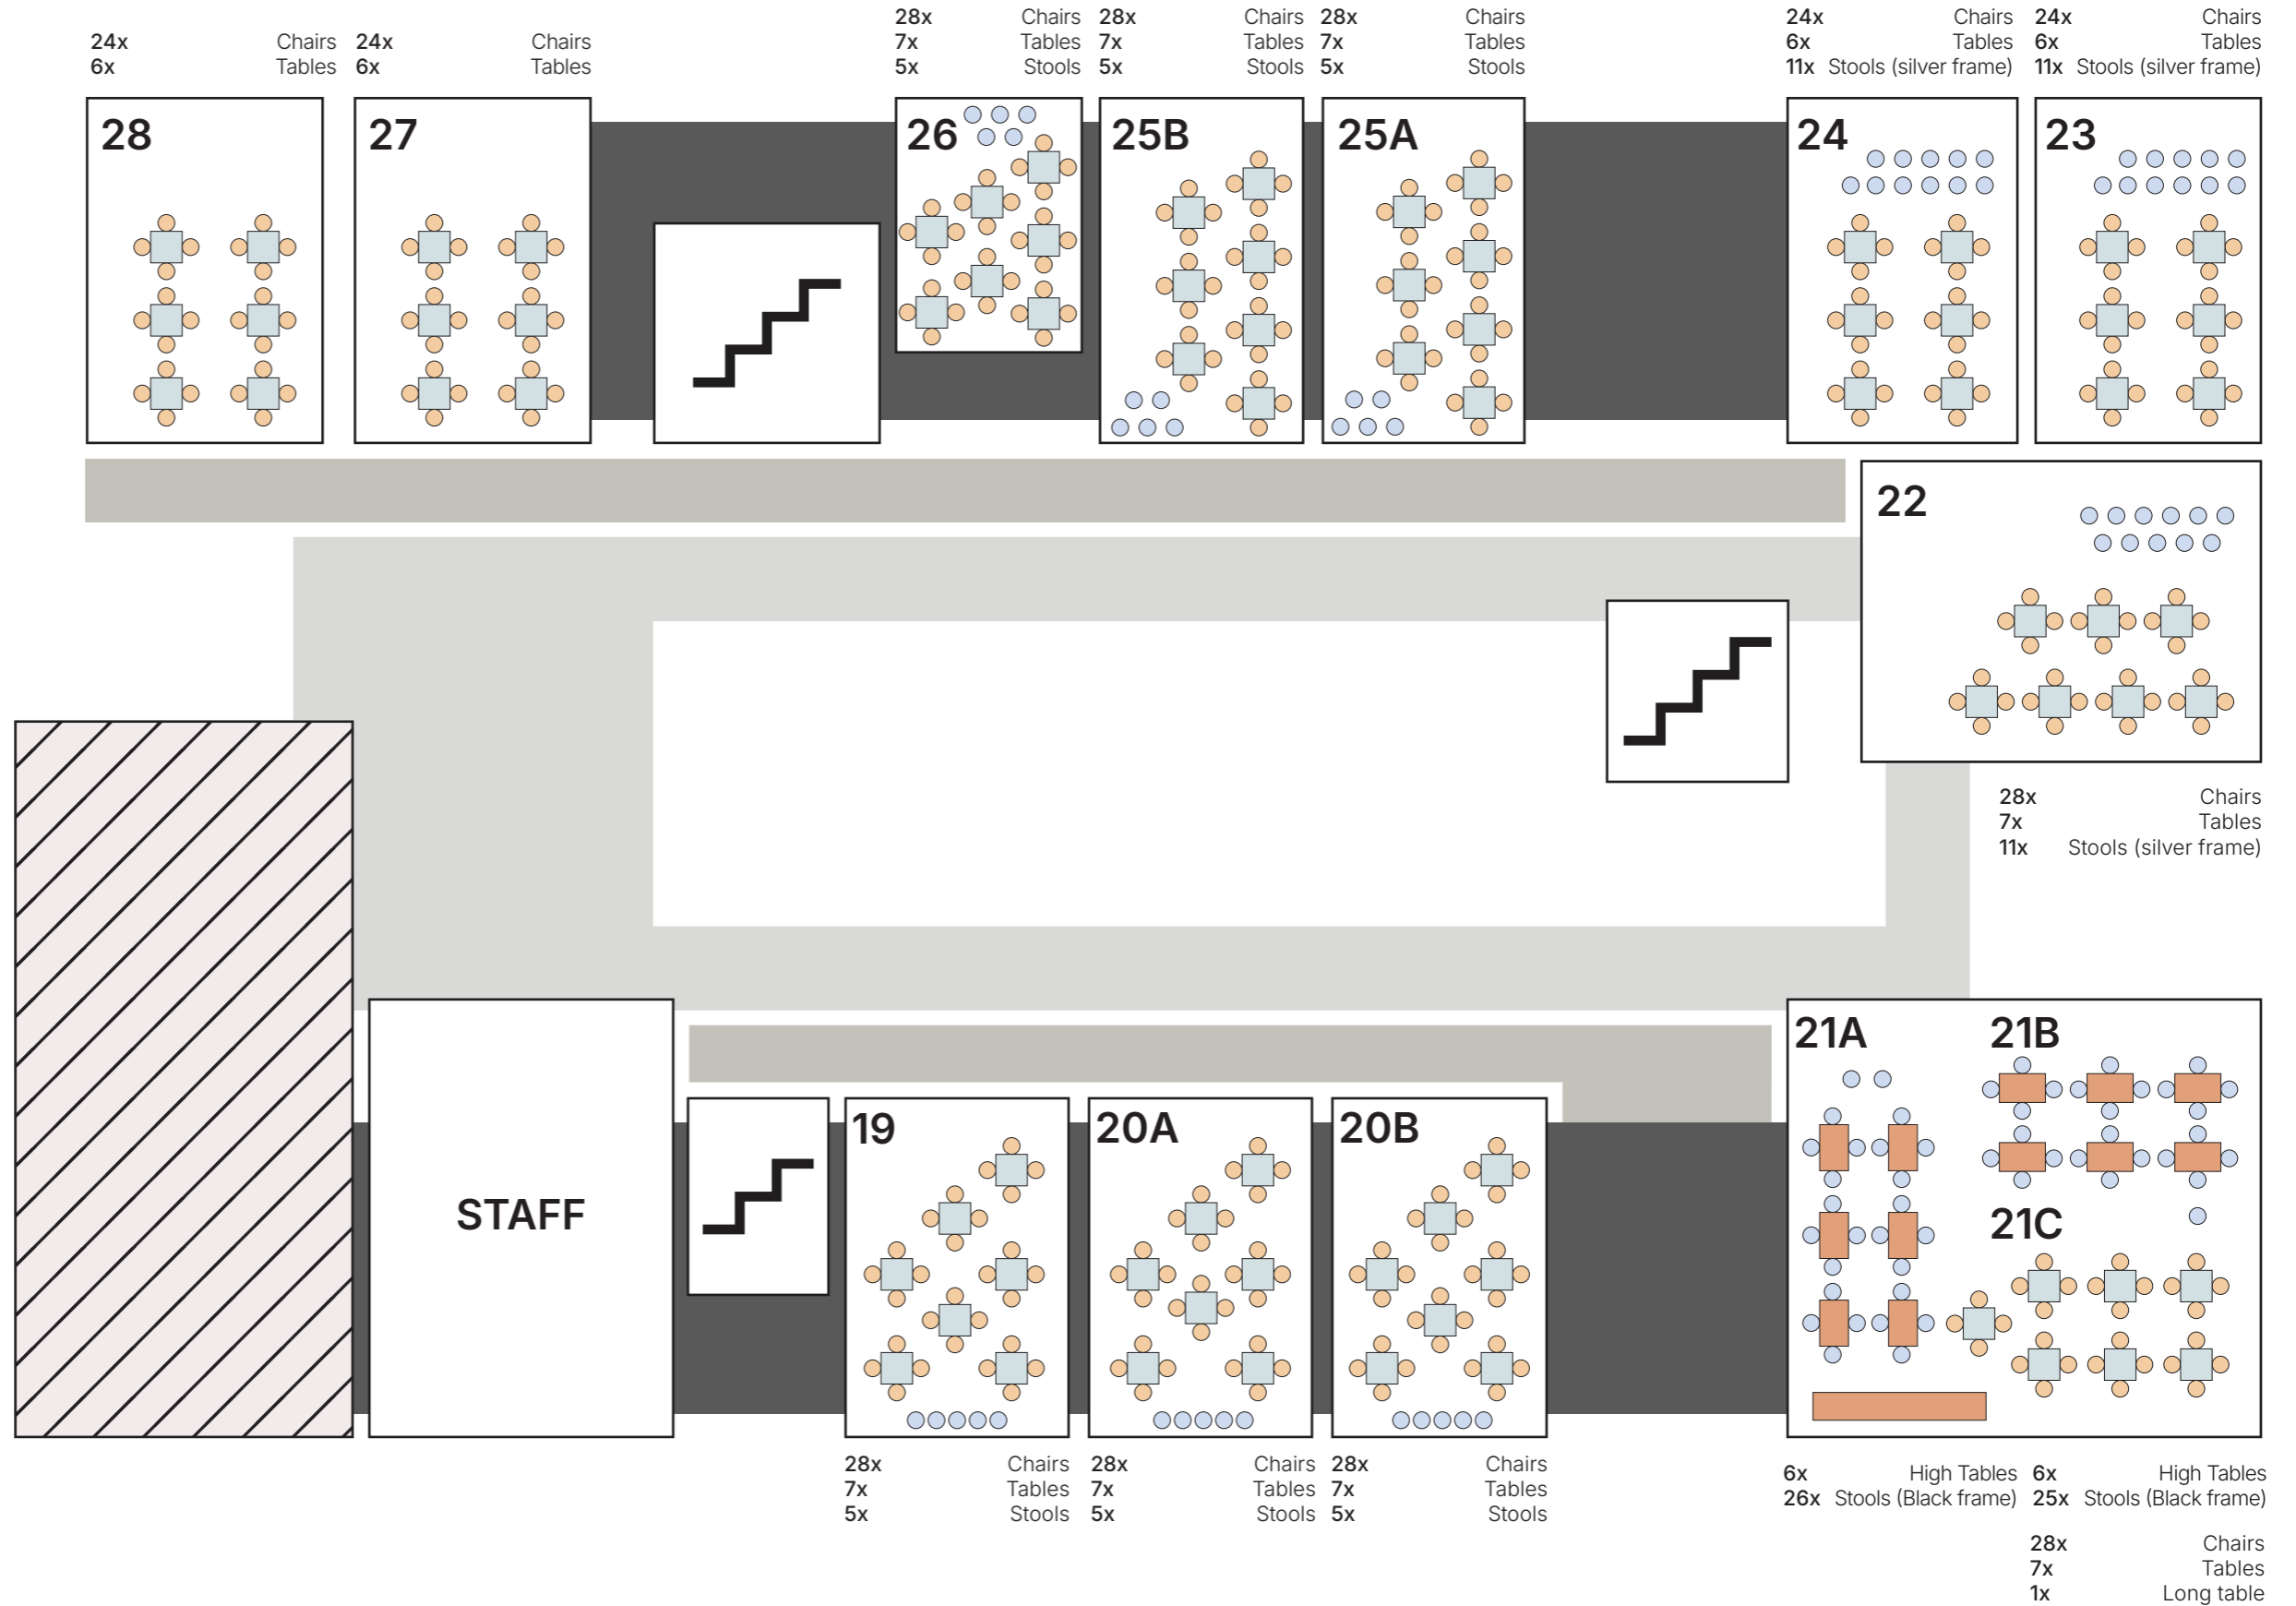 24x Chairs
6x Tables
24x Chairs
6x Tables
28x Chairs
7x Tables
5x Stools
28x Chairs
7x Tables
5x Stools
28x Chairs
7x Tables
5x Stools
24x Chairs
6x Tables
11x Stools (silver frame)
24x Chairs
6x Tables
11x Stools (silver frame)
28
27
26
25B
25A
24
23
22
28x Chairs
7x Tables
11x Stools (silver frame)
STAFF
19
20A
20B
21A
21B
21C
28x Chairs
7x Tables
5x Stools
28x Chairs
7x Tables
5x Stools
28x Chairs
7x Tables
5x Stools
6x High Tables
26x Stools (Black frame)
6x High Tables
25x Stools (Black frame)
28x Chairs
7x Tables
1x Long table